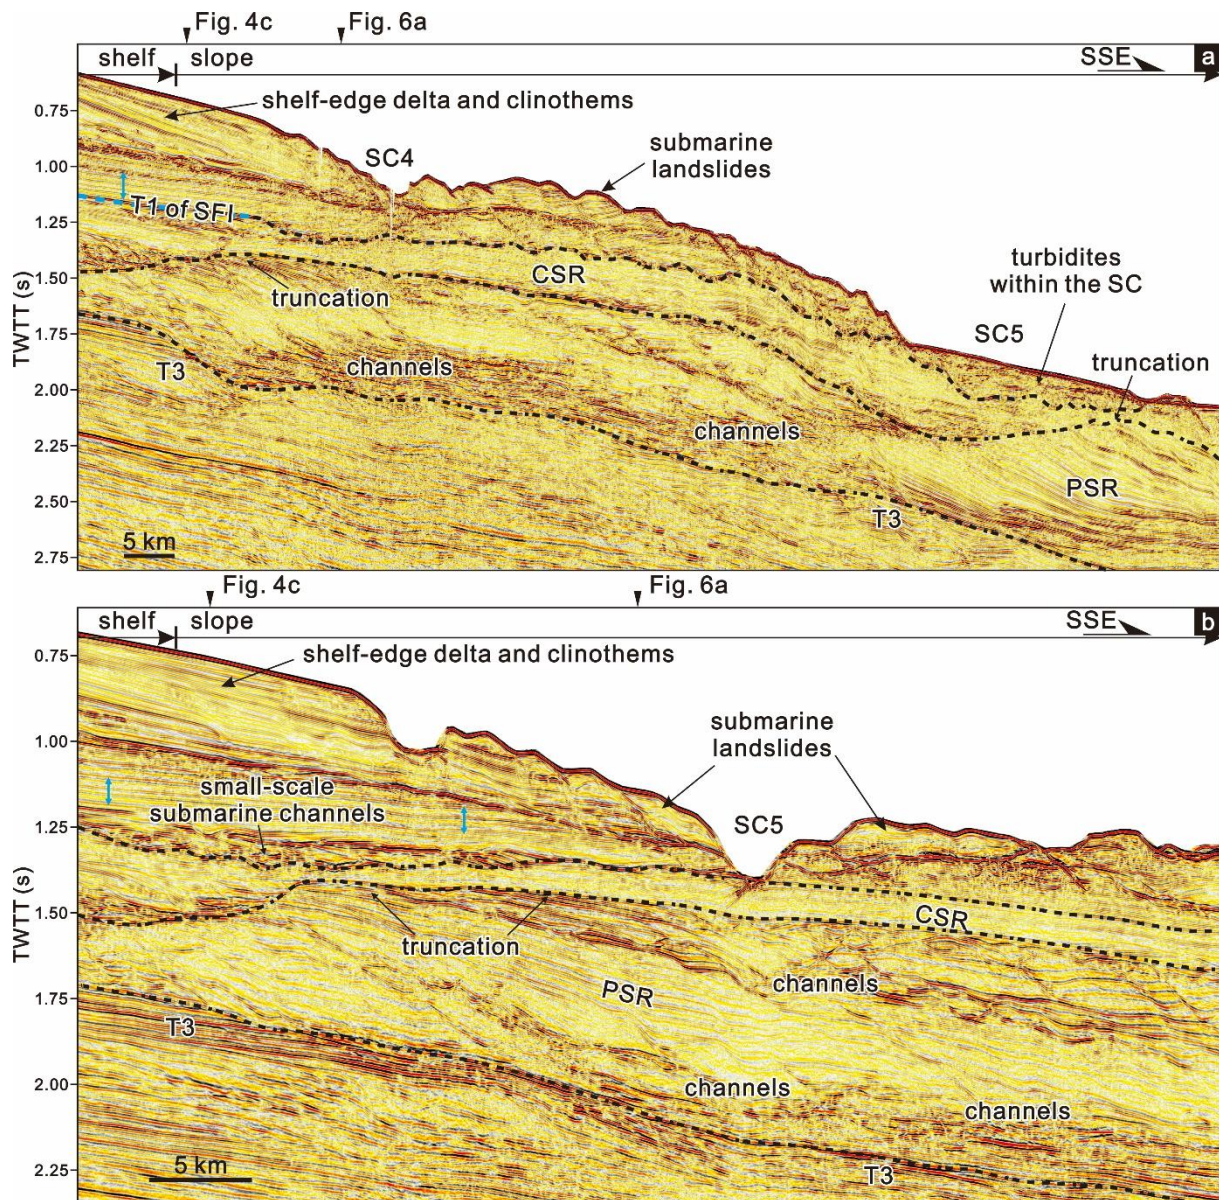 Fig. 4c
Fig. 6a
shelf
slope
SSE
a
shelf-edge delta and clinothems
0.75
submarine
landslides
SC4
1.00
T1 of SFI
1.25
turbidites
within the SC
CSR
1.50
truncation
TWTT (s)
1.75
SC5
truncation
T3
channels
2.00
channels
2.25
PSR
2.50
T3
5 km
2.75
Fig. 4c
Fig. 6a
shelf
slope
SSE
b
shelf-edge delta and clinothems
0.75
submarine
landslides
1.00
small-scale
submarine channels
SC5
1.25
TWTT (s)
1.50
CSR
truncation
channels
PSR
1.75
T3
channels
channels
2.00
5 km
T3
2.25